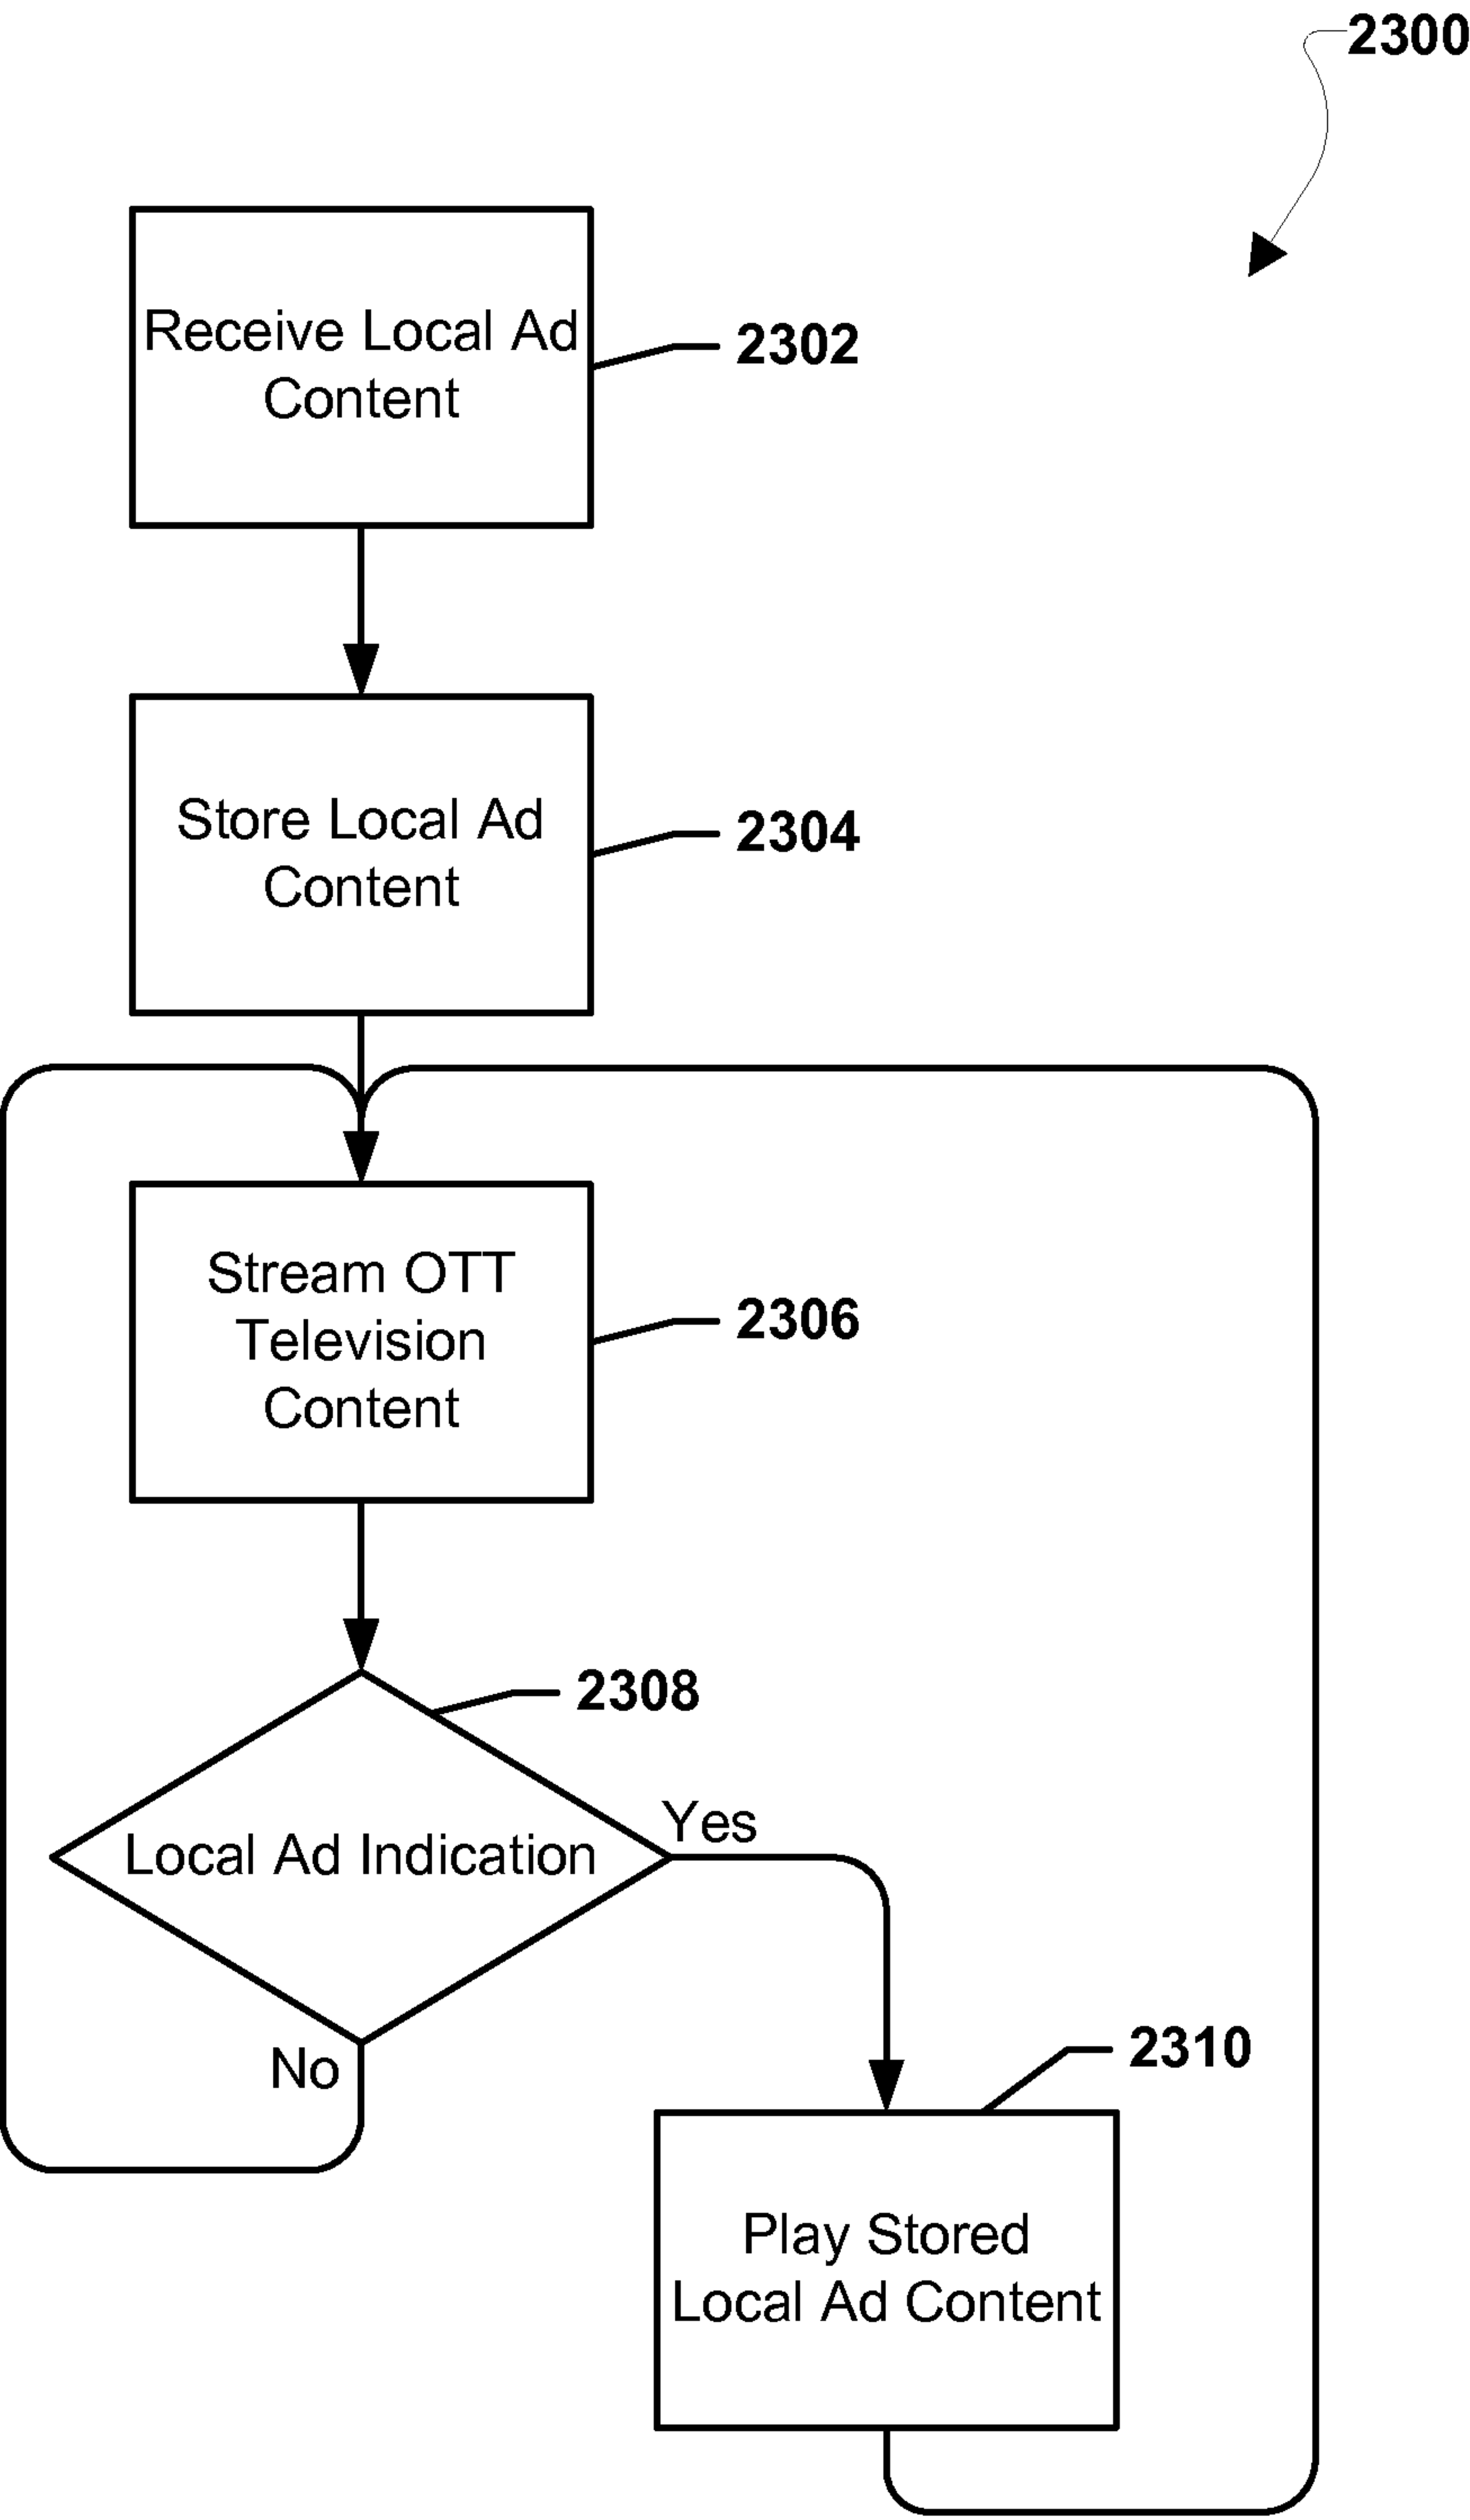 2300
Receive Local Ad
Content
2302
Store Local Ad
Content
2304
Stream OTT
Television
Content
2306
2308
Local Ad Indication
Yes
No
2310
Play Stored
Local Ad Content